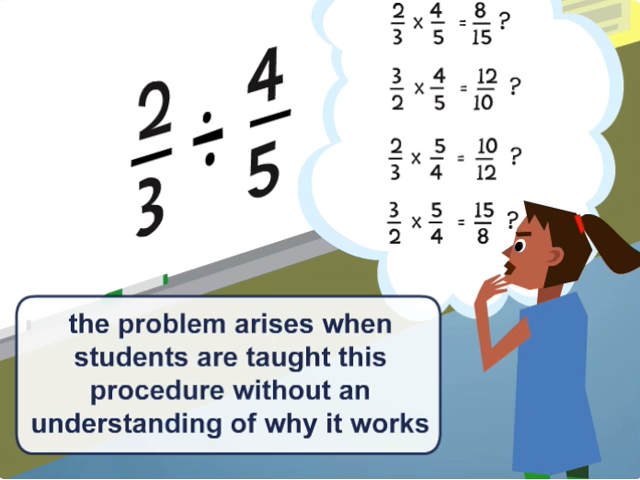 2/3 ÷ 4/5
2/3 x 4/5 = 8/15 ?
3/2 x 4/5 = 12/10 ?
2/3 x 5/4 = 10/12 ?
3/2 x 5/4 = 15/8 ?
the problem arises when
students are taught this
procedure without an
understanding of why it works